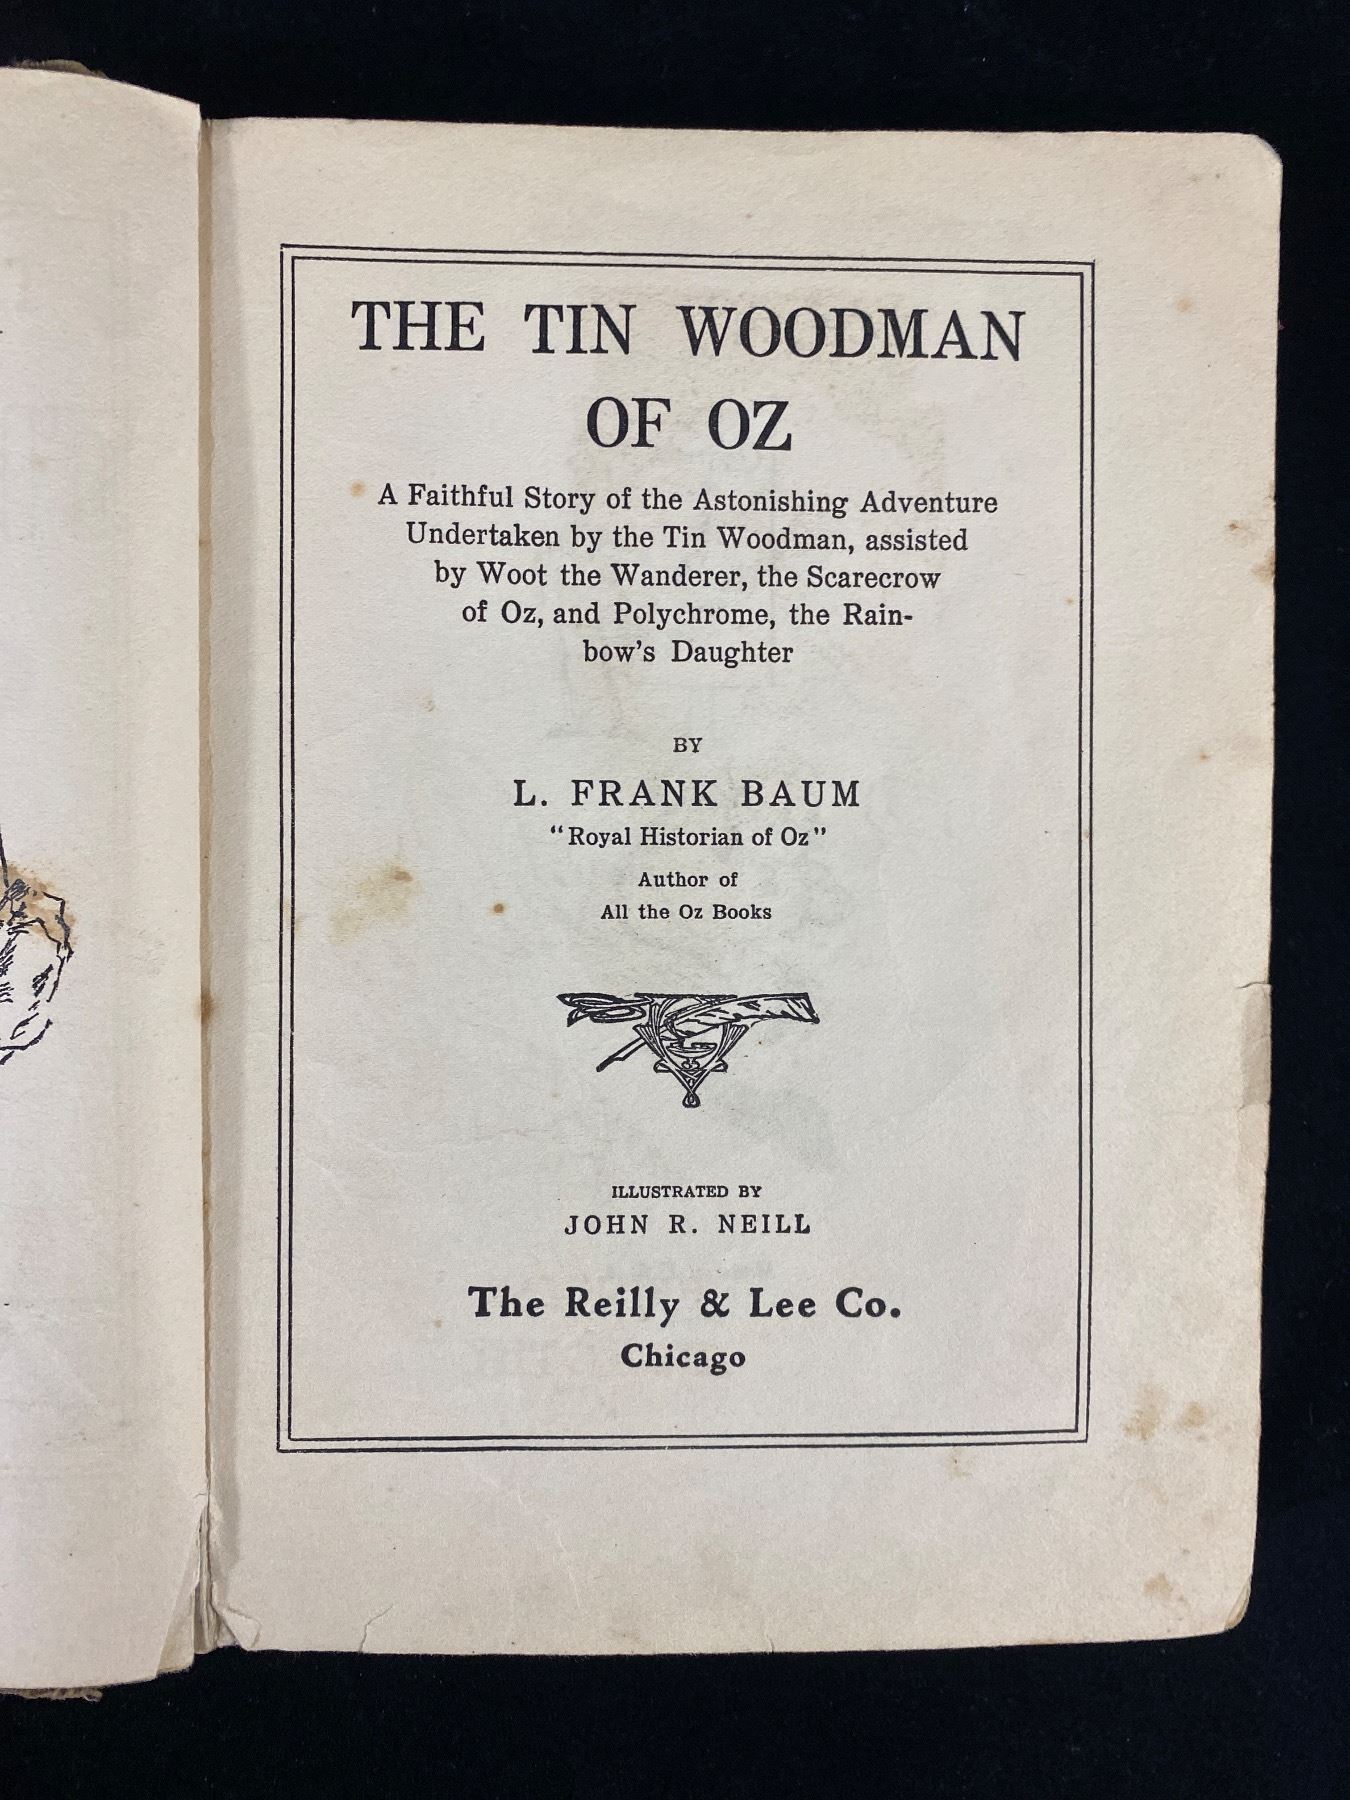 THE TIN WOODMAN
OF OZ
A Faithful Story of the Astonishing Adventure
Undertaken by the Tin Woodman, assisted
by Woot the Wanderer, the Scarecrow
of Oz, and Polychrome, the Rain-
bow's Daughter
BY
L. FRANK BAUM
"Royal Historian of Oz"
Author of
All the Oz Books
ILLUSTRATED BY
JOHN R. NEILL
The Reilly & Lee Co.
Chicago